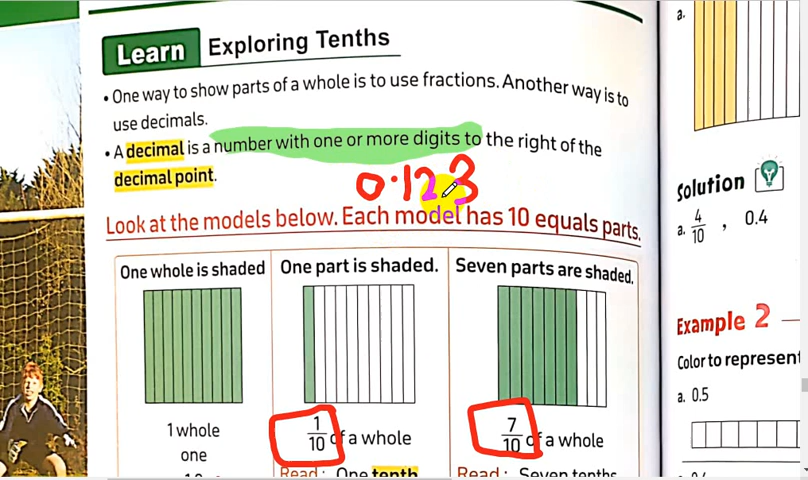 Learn Exploring Tenths
• One way to show parts of a whole is to use fractions. Another way is to
use decimals.
• A decimal is a number with one or more digits to the right of the
decimal point.
0.123
Look at the models below. Each model has 10 equals parts.
One whole is shaded
1 whole
one
One part is shaded.
1/10 of a whole
Read: One tenth
Seven parts are shaded.
7/10 of a whole
Read: Seven tenths
a.
Solution
a. 4/10 , 0.4
Example 2
Color to represent
a. 0.5